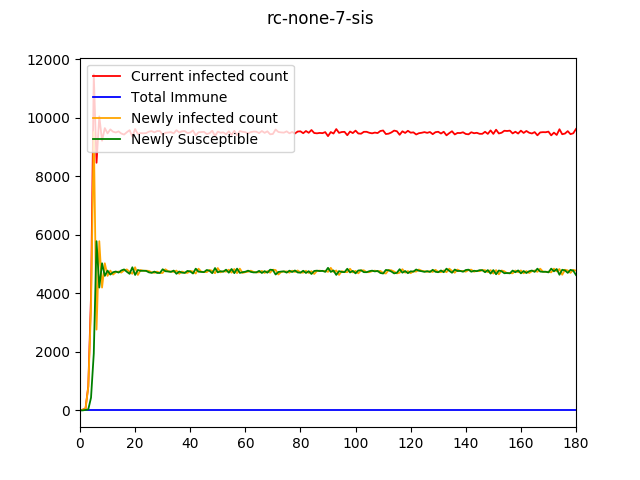 rc-none-7-sis
12000
10000
8000
6000
4000
2000
0
Current infected count
Total Immune
Newly infected count
Newly Susceptible
0 20 40 60 80 100 120 140 160 180